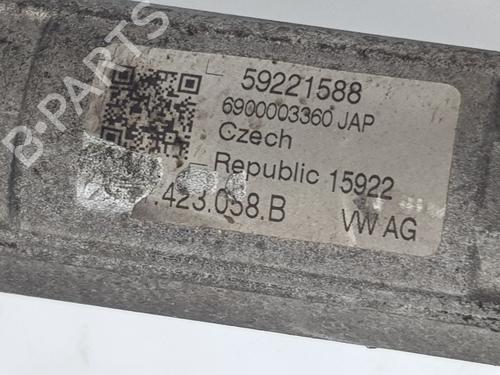 59221588
6900003360 JAP
Czech
Republic 15922
.423.058.B VW AG
B-PARTS